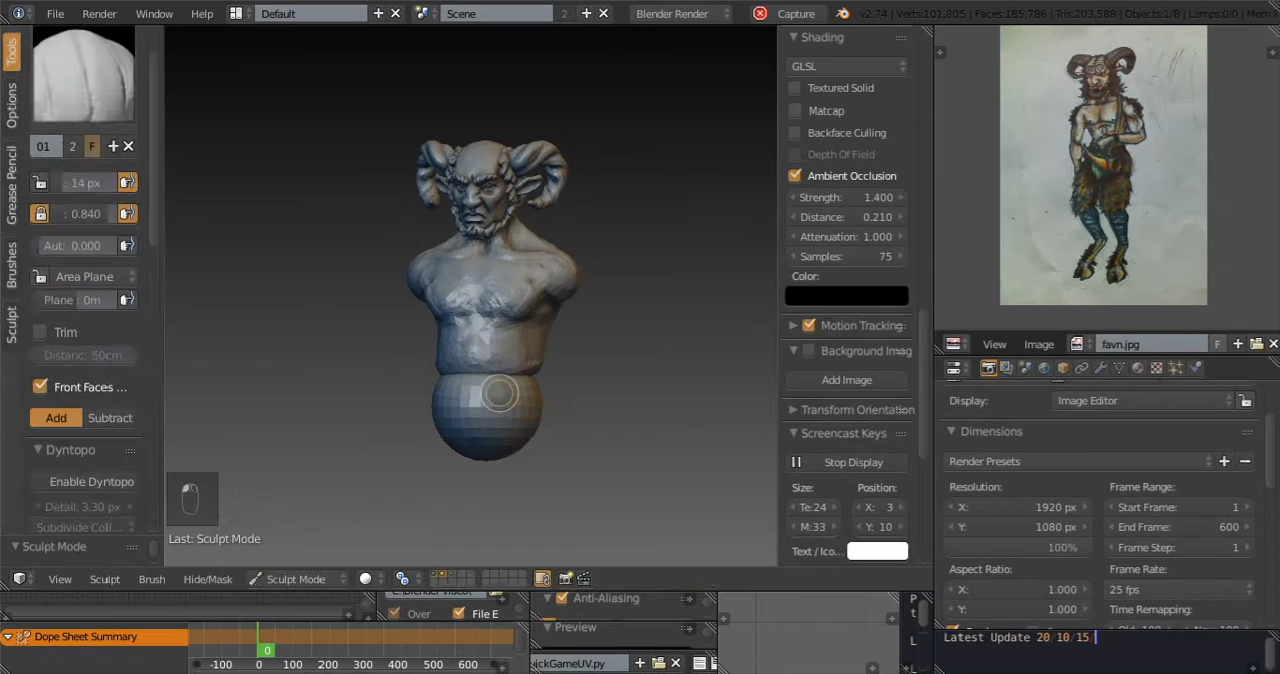 File Render Window Help Default Scene 2 Blender Render Capture v2.74 | Verts:101,805 | Faces:185,786 | Tris:203,588 | Objects:1/8 | Lamps:0/0 | Mem
Tools
Options
Grease Pencil
Brushes
Sculpt
01 2 F
: 14 px
: 0.840
Aut: 0.000
Area Plane
Plane : 0m
Trim
Distanc: 50cm
Front Faces ...
Add Subtract
Dyntopo
Enable Dyntopo
Detail: 3.30 px
Subdivide Coll...
Sculpt Mode
Last: Sculpt Mode
View Sculpt Brush Hide/Mask Sculpt Mode
Shading
GLSL
Textured Solid
Matcap
Backface Culling
Depth Of Field
Ambient Occlusion
Strength: 1.400
Distance: 0.210
Attenuation: 1.000
Samples: 75
Color:
Motion Tracking
Background Imag
Add Image
Transform Orientation
Screencast Keys
Stop Display
Size: Position:
Te:24 X: 3
M:33 Y: 10
Text / Ico...
View Image favn.jpg F
Display: Image Editor
Dimensions
Render Presets
Resolution: Frame Range:
X: 1920 px Start Frame: 1
Y: 1080 px End Frame: 600
100% Frame Step: 1
Aspect Ratio: Frame Rate:
X: 1.000 25 fps
Y: 1.000 Time Remapping:
Latest Update 20/10/15/
Over File E
Anti-Aliasing
Preview
ickGameUV.py
Dope Sheet Summary
0
-100 0 100 200 300 400 500 600